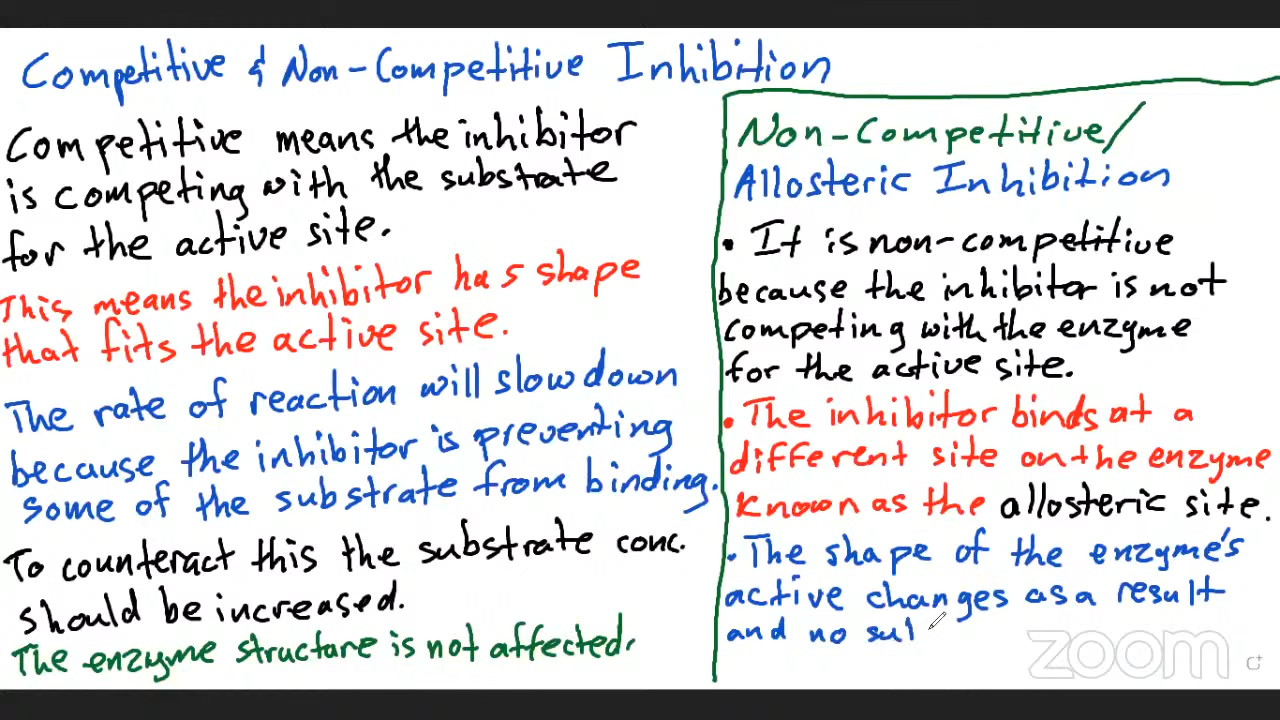 Competitive & Non-Competitive Inhibition
Competitive means the inhibitor
is competing with the substrate
for the active site.
This means the inhibitor has shape
that fits the active site.
The rate of reaction will slow down
because the inhibitor is preventing
some of the substrate from binding.
To counteract this the substrate conc.
should be increased.
The enzyme structure is not affected.
Non-Competitive/
Allosteric Inhibition
• It is non-competitive
because the inhibitor is not
competing with the enzyme
for the active site.
• The inhibitor binds at a
different site on the enzyme
known as the allosteric site.
• The shape of the enzyme's
active changes as a result
and no sul
zoom